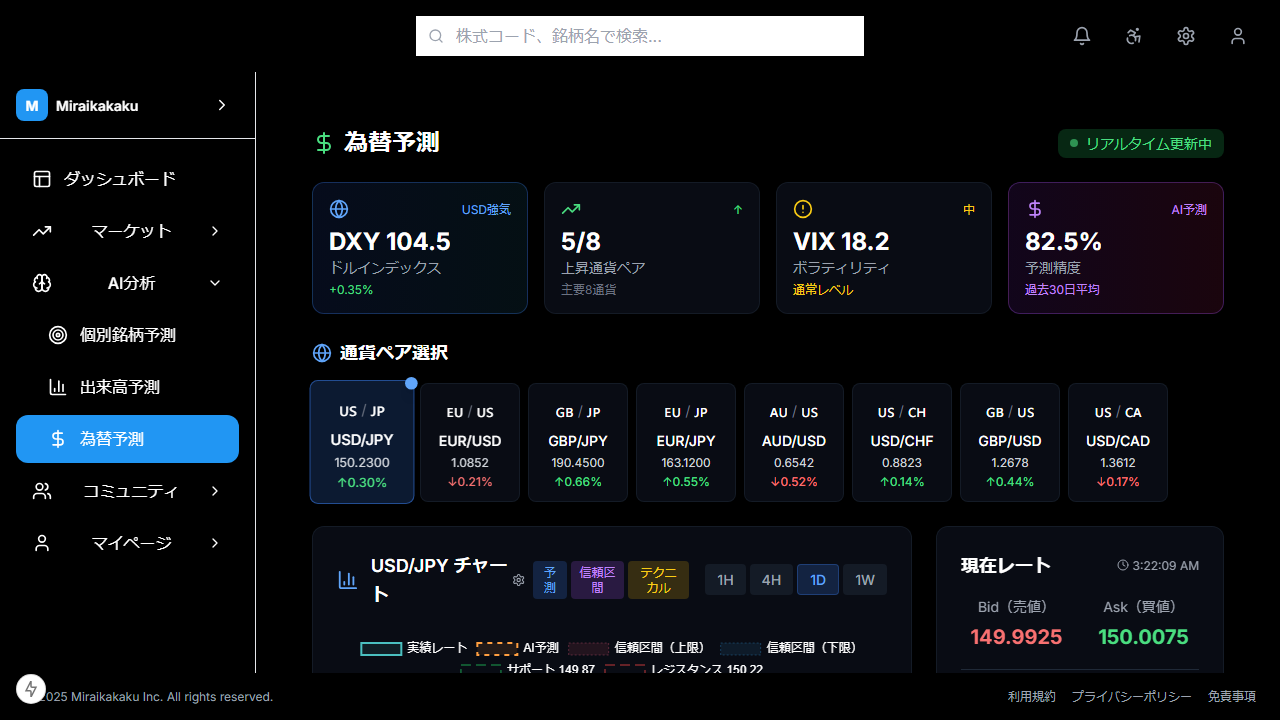 株式コード、銘柄名で検索...
M Miraikakaku
ダッシュボード
マーケット
AI分析
個別銘柄予測
出来高予測
為替予測
コミュニティ
マイページ
為替予測
リアルタイム更新中
USD強気
DXY 104.5
ドルインデックス
+0.35%
↑
5/8
上昇通貨ペア
主要8通貨
中
VIX 18.2
ボラティリティ
通常レベル
AI予測
82.5%
予測精度
過去30日平均
通貨ペア選択
US / JP
USD/JPY
150.2300
↑0.30%
EU / US
EUR/USD
1.0852
↓0.21%
GB / JP
GBP/JPY
190.4500
↑0.66%
EU / JP
EUR/JPY
163.1200
↑0.55%
AU / US
AUD/USD
0.6542
↓0.52%
US / CH
USD/CHF
0.8823
↑0.14%
GB / US
GBP/USD
1.2678
↑0.44%
US / CA
USD/CAD
1.3612
↓0.17%
USD/JPY チャー
ト
予
測
信頼区
間
テクニ
カル
1H 4H 1D 1W
実績レート AI予測 信頼区間（上限） 信頼区間（下限）
サポート 149.87 レジスタンス 150.22
現在レート 3:22:09 AM
Bid（売値） Ask（買値）
149.9925 150.0075
2025 Miraikakaku Inc. All rights reserved.
利用規約 プライバシーポリシー 免責事項